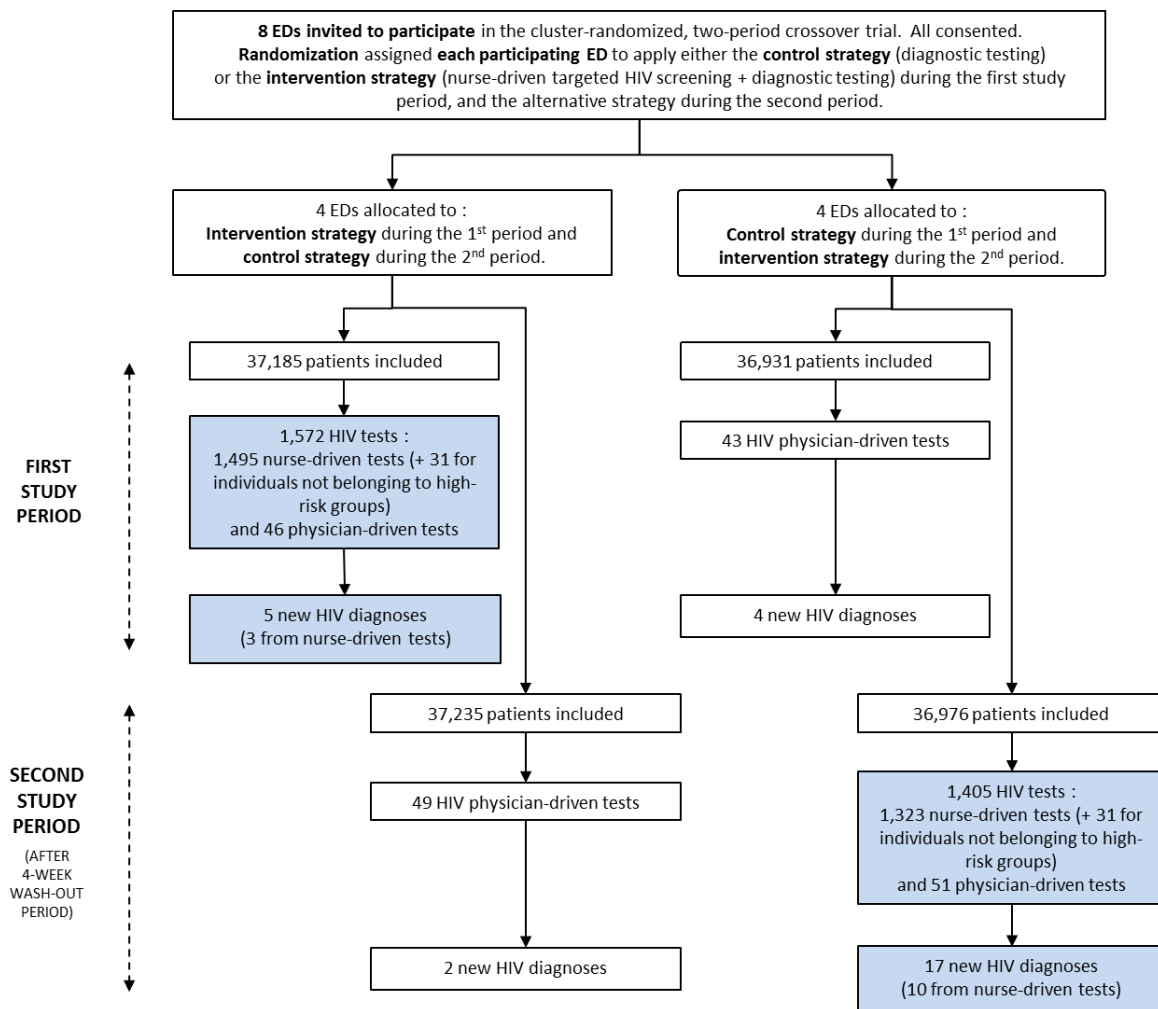 8 EDs invited to participate in the cluster-randomized, two-period crossover trial.  All consented.
Randomization assigned each participating ED to apply either the control strategy (diagnostic testing)
or the intervention strategy (nurse-driven targeted HIV screening + diagnostic testing) during the first study
period, and the alternative strategy during the second period.
4 EDs allocated to :
Intervention strategy during the 1st period and
control strategy during the 2nd period.
4 EDs allocated to :
Control strategy during the 1st period and
intervention strategy during the 2nd period.
FIRST
STUDY
PERIOD
37,185 patients included
1,572 HIV tests :
1,495 nurse-driven tests (+ 31 for
individuals not belonging to high-
risk groups)
and 46 physician-driven tests
5 new HIV diagnoses
(3 from nurse-driven tests)
36,931 patients included
43 HIV physician-driven tests
4 new HIV diagnoses
SECOND
STUDY
PERIOD
(AFTER
4-WEEK
WASH-OUT
PERIOD)
37,235 patients included
49 HIV physician-driven tests
2 new HIV diagnoses
36,976 patients included
1,405 HIV tests :
1,323 nurse-driven tests (+ 31 for
individuals not belonging to high-
risk groups)
and 51 physician-driven tests
17 new HIV diagnoses
(10 from nurse-driven tests)